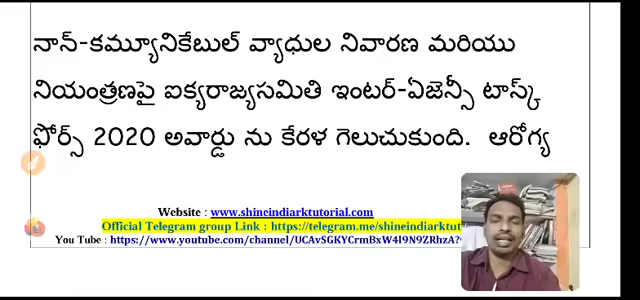 నాన్-కమ్యూనికేబుల్ వ్యాధుల నివారణ మరియు
నియంత్రణపై ఐక్యరాజ్యసమితి ఇంటర్-ఏజెన్సీ టాస్క్
ఫోర్స్ 2020 అవార్డు ను కేరళ గెలుచుకుంది. ఆరోగ్య
Website : www.shineindiarktutorial.com
Official Telegram group Link : https://telegram.me/shineindiarktut
You Tube : https://www.youtube.com/channel/UCAvSGKYCrmBxW4I9N9ZRhzA?